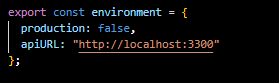 export const environment = {
  production: false,
  apiURL: "http://localhost:3300"
};